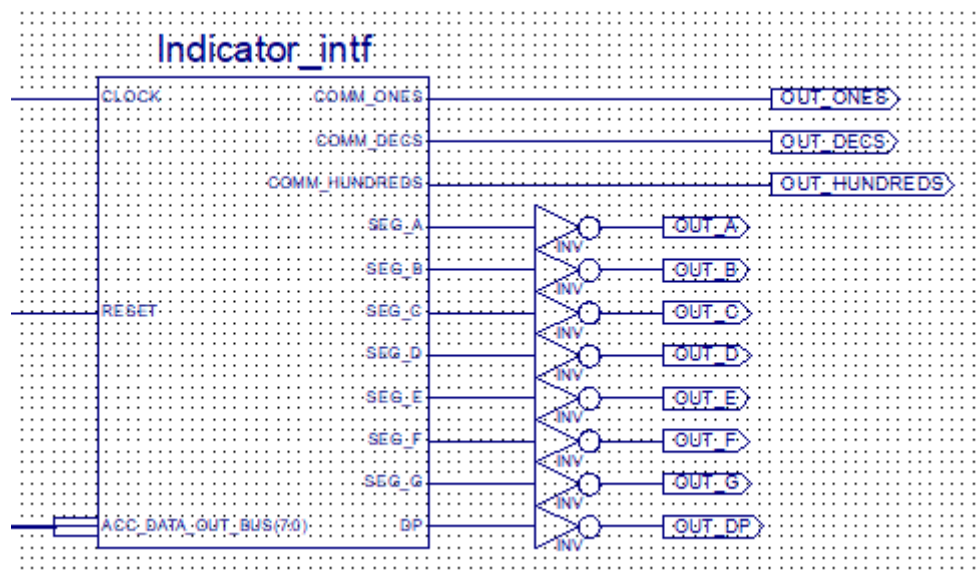 Indicator_intf
CLOCK COMM_ONES OUT_ONES
COMM_DECS OUT_DECS
COMM_HUNDREDS OUT_HUNDREDS
SEG_A INV OUT_A
SEG_B INV OUT_B
RESET SEG_C INV OUT_C
SEG_D INV OUT_D
SEG_E INV OUT_E
SEG_F INV OUT_F
SEG_G INV OUT_G
ACC_DATA_OUT_BUS(7:0) DP INV OUT_DP